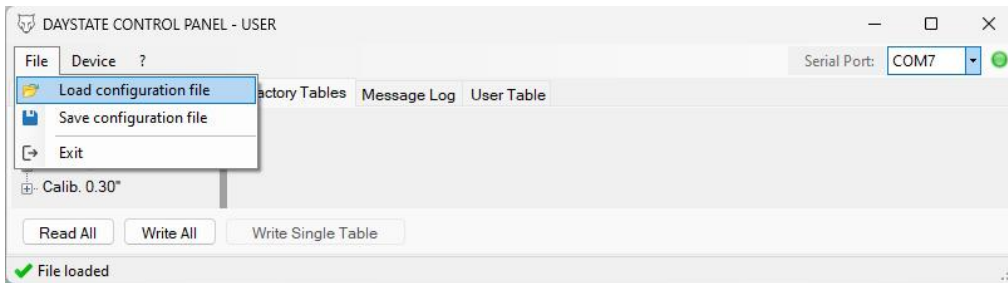 DAYSTATE CONTROL PANEL - USER
File Device ? Serial Port: COM7
Load configuration file
actory Tables Message Log User Table
Save configuration file
Exit
Calib. 0.30"
Read All Write All Write Single Table
File loaded